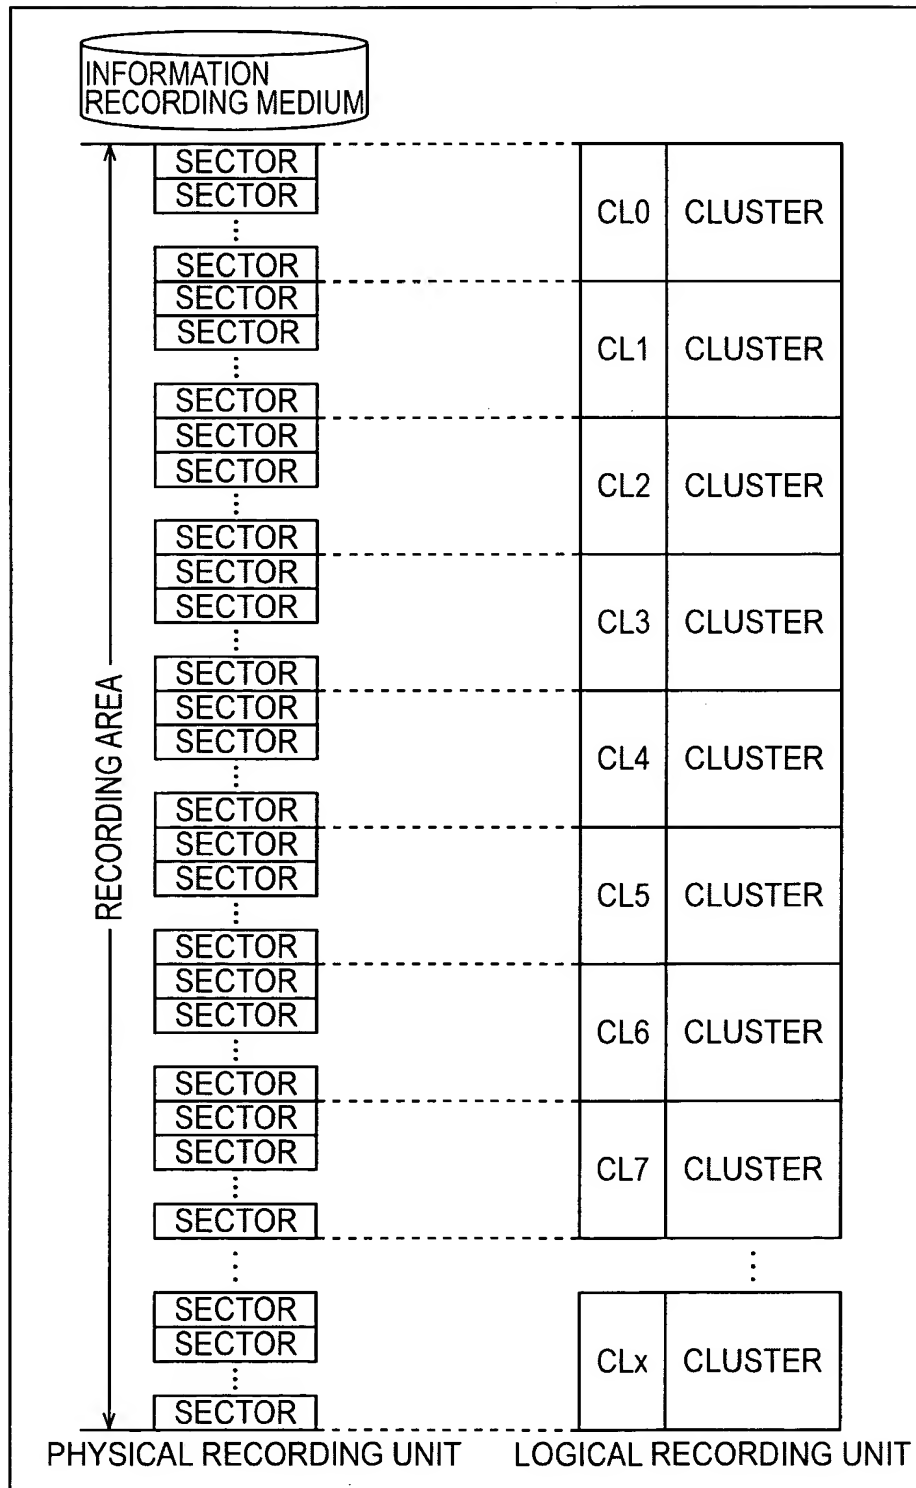 INFORMATION
RECORDING MEDIUM
RECORDING AREA
SECTOR
SECTOR
SECTOR
CL0 CLUSTER
SECTOR
SECTOR
SECTOR
CL1 CLUSTER
SECTOR
SECTOR
SECTOR
CL2 CLUSTER
SECTOR
SECTOR
SECTOR
CL3 CLUSTER
SECTOR
SECTOR
SECTOR
CL4 CLUSTER
SECTOR
SECTOR
SECTOR
CL5 CLUSTER
SECTOR
SECTOR
SECTOR
CL6 CLUSTER
SECTOR
SECTOR
SECTOR
CL7 CLUSTER
SECTOR
SECTOR
SECTOR
CLx CLUSTER
PHYSICAL RECORDING UNIT
LOGICAL RECORDING UNIT